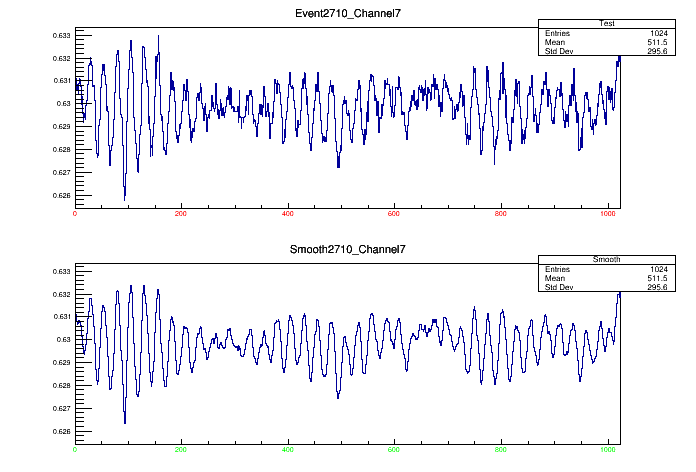 Event2710_Channel7
Test
Entries 1024
Mean 511.5
Std Dev 295.6
0.633
0.632
0.631
0.63
0.629
0.628
0.627
0.626
0 200 400 600 800 1000
Smooth2710_Channel7
Smooth
Entries 1024
Mean 511.5
Std Dev 295.6
0.633
0.632
0.631
0.63
0.629
0.628
0.627
0.626
0 200 400 600 800 1000